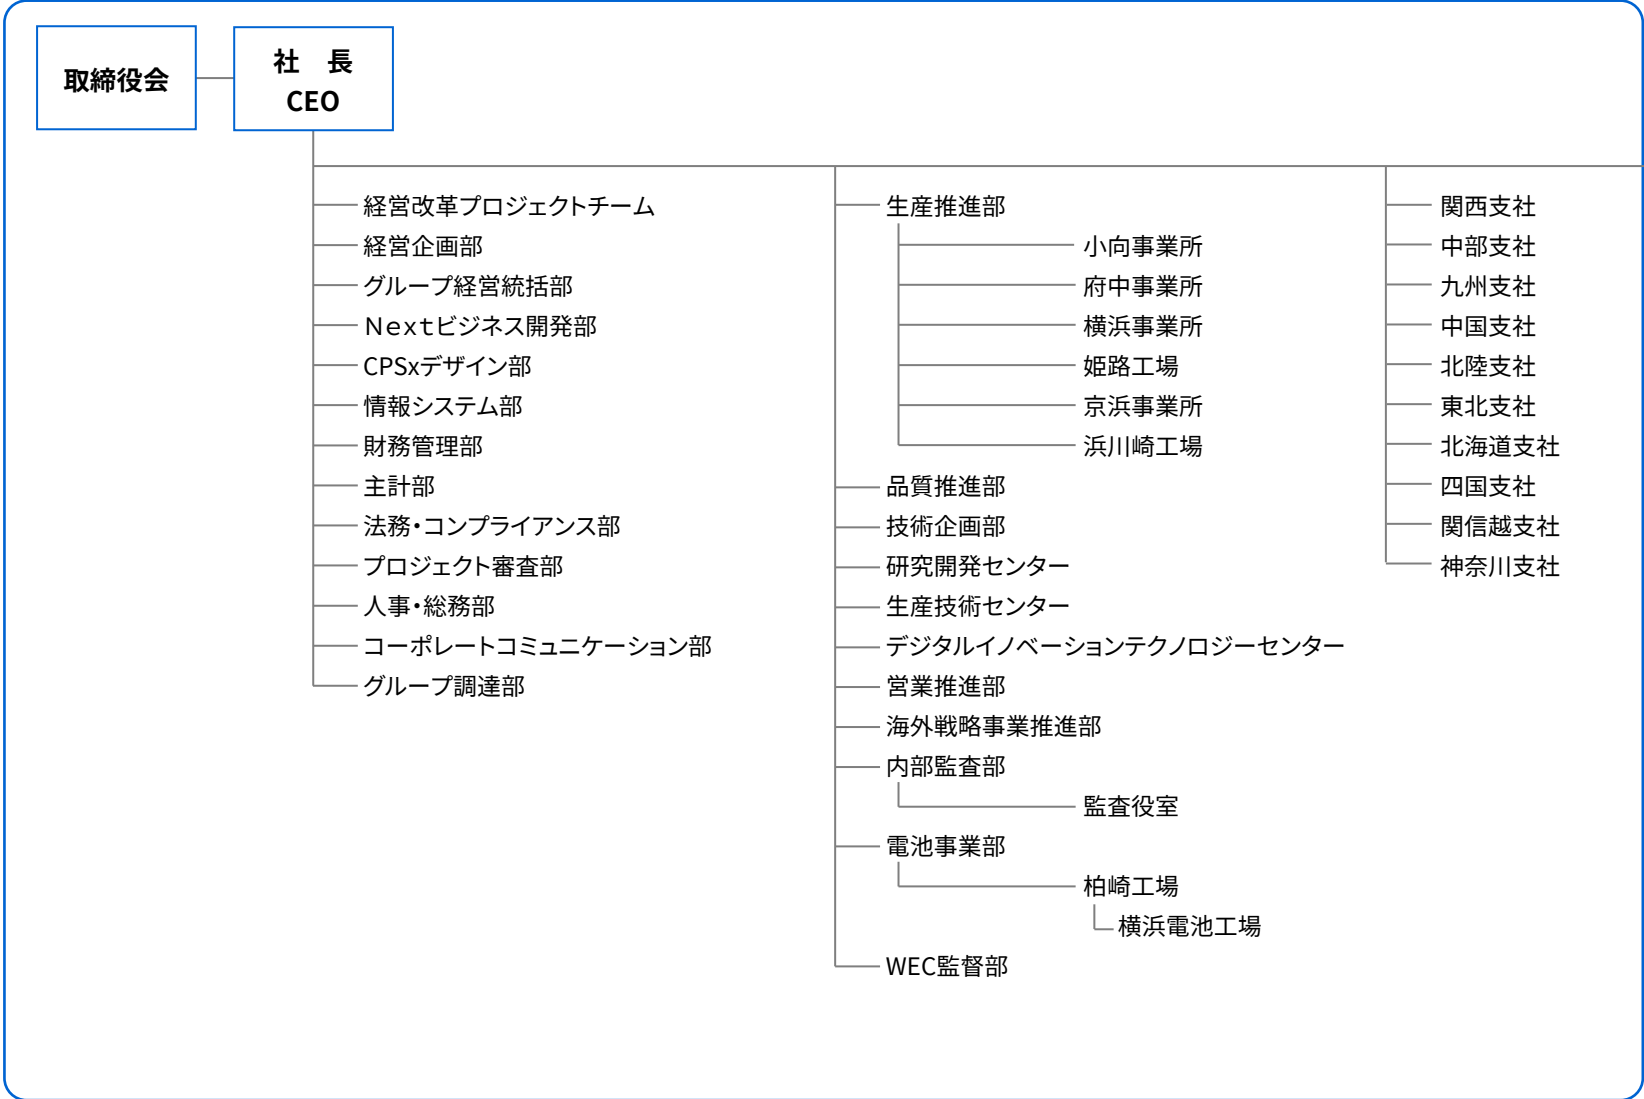 取締役会
社　長
CEO
経営改革プロジェクトチーム
経営企画部
グループ経営統括部
Ｎｅｘｔビジネス開発部
CPSxデザイン部
情報システム部
財務管理部
主計部
法務・コンプライアンス部
プロジェクト審査部
人事・総務部
コーポレートコミュニケーション部
グループ調達部
生産推進部
小向事業所
府中事業所
横浜事業所
姫路工場
京浜事業所
浜川崎工場
品質推進部
技術企画部
研究開発センター
生産技術センター
デジタルイノベーションテクノロジーセンター
営業推進部
海外戦略事業推進部
内部監査部
監査役室
電池事業部
柏崎工場
横浜電池工場
WEC監督部
関西支社
中部支社
九州支社
中国支社
北陸支社
東北支社
北海道支社
四国支社
関信越支社
神奈川支社